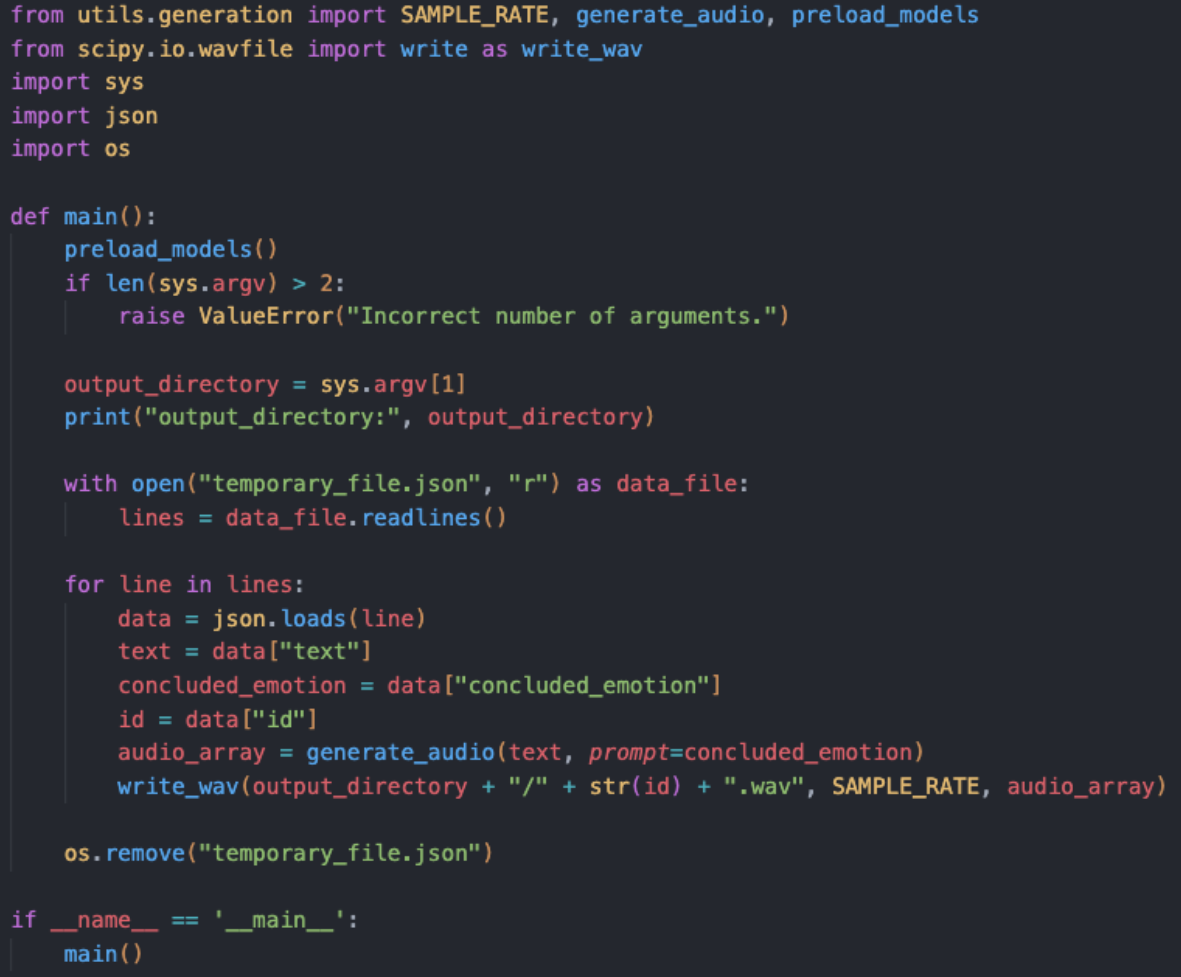 from utils.generation import SAMPLE_RATE, generate_audio, preload_models
from scipy.io.wavfile import write as write_wav
import sys
import json
import os

def main():
    preload_models()
    if len(sys.argv) > 2:
        raise ValueError("Incorrect number of arguments.")

    output_directory = sys.argv[1]
    print("output_directory:", output_directory)

    with open("temporary_file.json", "r") as data_file:
        lines = data_file.readlines()

    for line in lines:
        data = json.loads(line)
        text = data["text"]
        concluded_emotion = data["concluded_emotion"]
        id = data["id"]
        audio_array = generate_audio(text, prompt=concluded_emotion)
        write_wav(output_directory + "/" + str(id) + ".wav", SAMPLE_RATE, audio_array)

    os.remove("temporary_file.json")

if __name__ == '__main__':
    main()